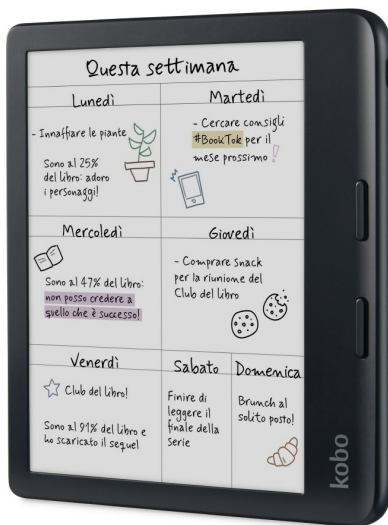 Questa settimana
Lunedì
- Innaffiare le piante
Sono al 25%
del libro: adoro
i personaggi!
Martedì
- Cercare consigli
#BookTok per il
mese prossimo !
Mercoledì
Sono al 47% del libro:
non posso credere a
quello che è successo!
Giovedì
- Comprare snack
per la riunione del
Club del libro
Venerdì
Club del libro!
Sono al 91% del libro e
ho scaricato il sequel
Sabato
Finire di
leggere il
finale della
serie
Domenica
Brunch al
solito posto!
kobo